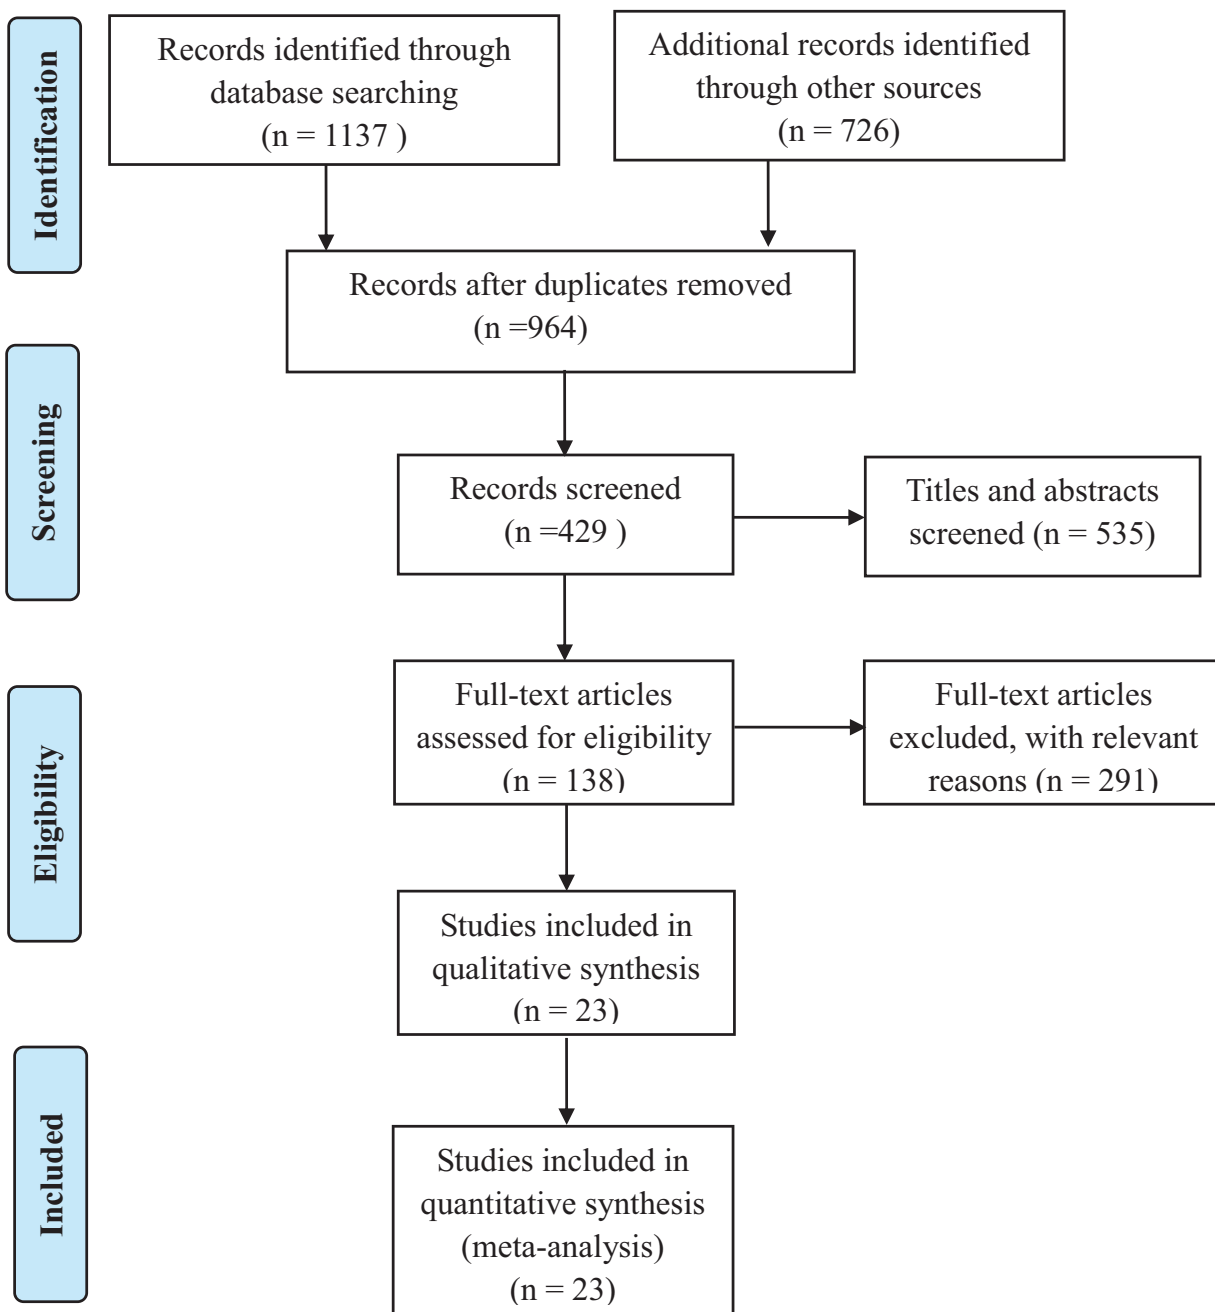 Identification
Records identified through
database searching
(n = 1137 )
Additional records identified
through other sources
(n = 726)
Records after duplicates removed
(n =964)
Screening
Records screened
(n =429 )
Titles and abstracts
screened (n = 535)
Eligibility
Full-text articles
assessed for eligibility
(n = 138)
Full-text articles
excluded, with relevant
reasons (n = 291)
Studies included in
qualitative synthesis
(n = 23)
Included
Studies included in
quantitative synthesis
(meta-analysis)
(n = 23)